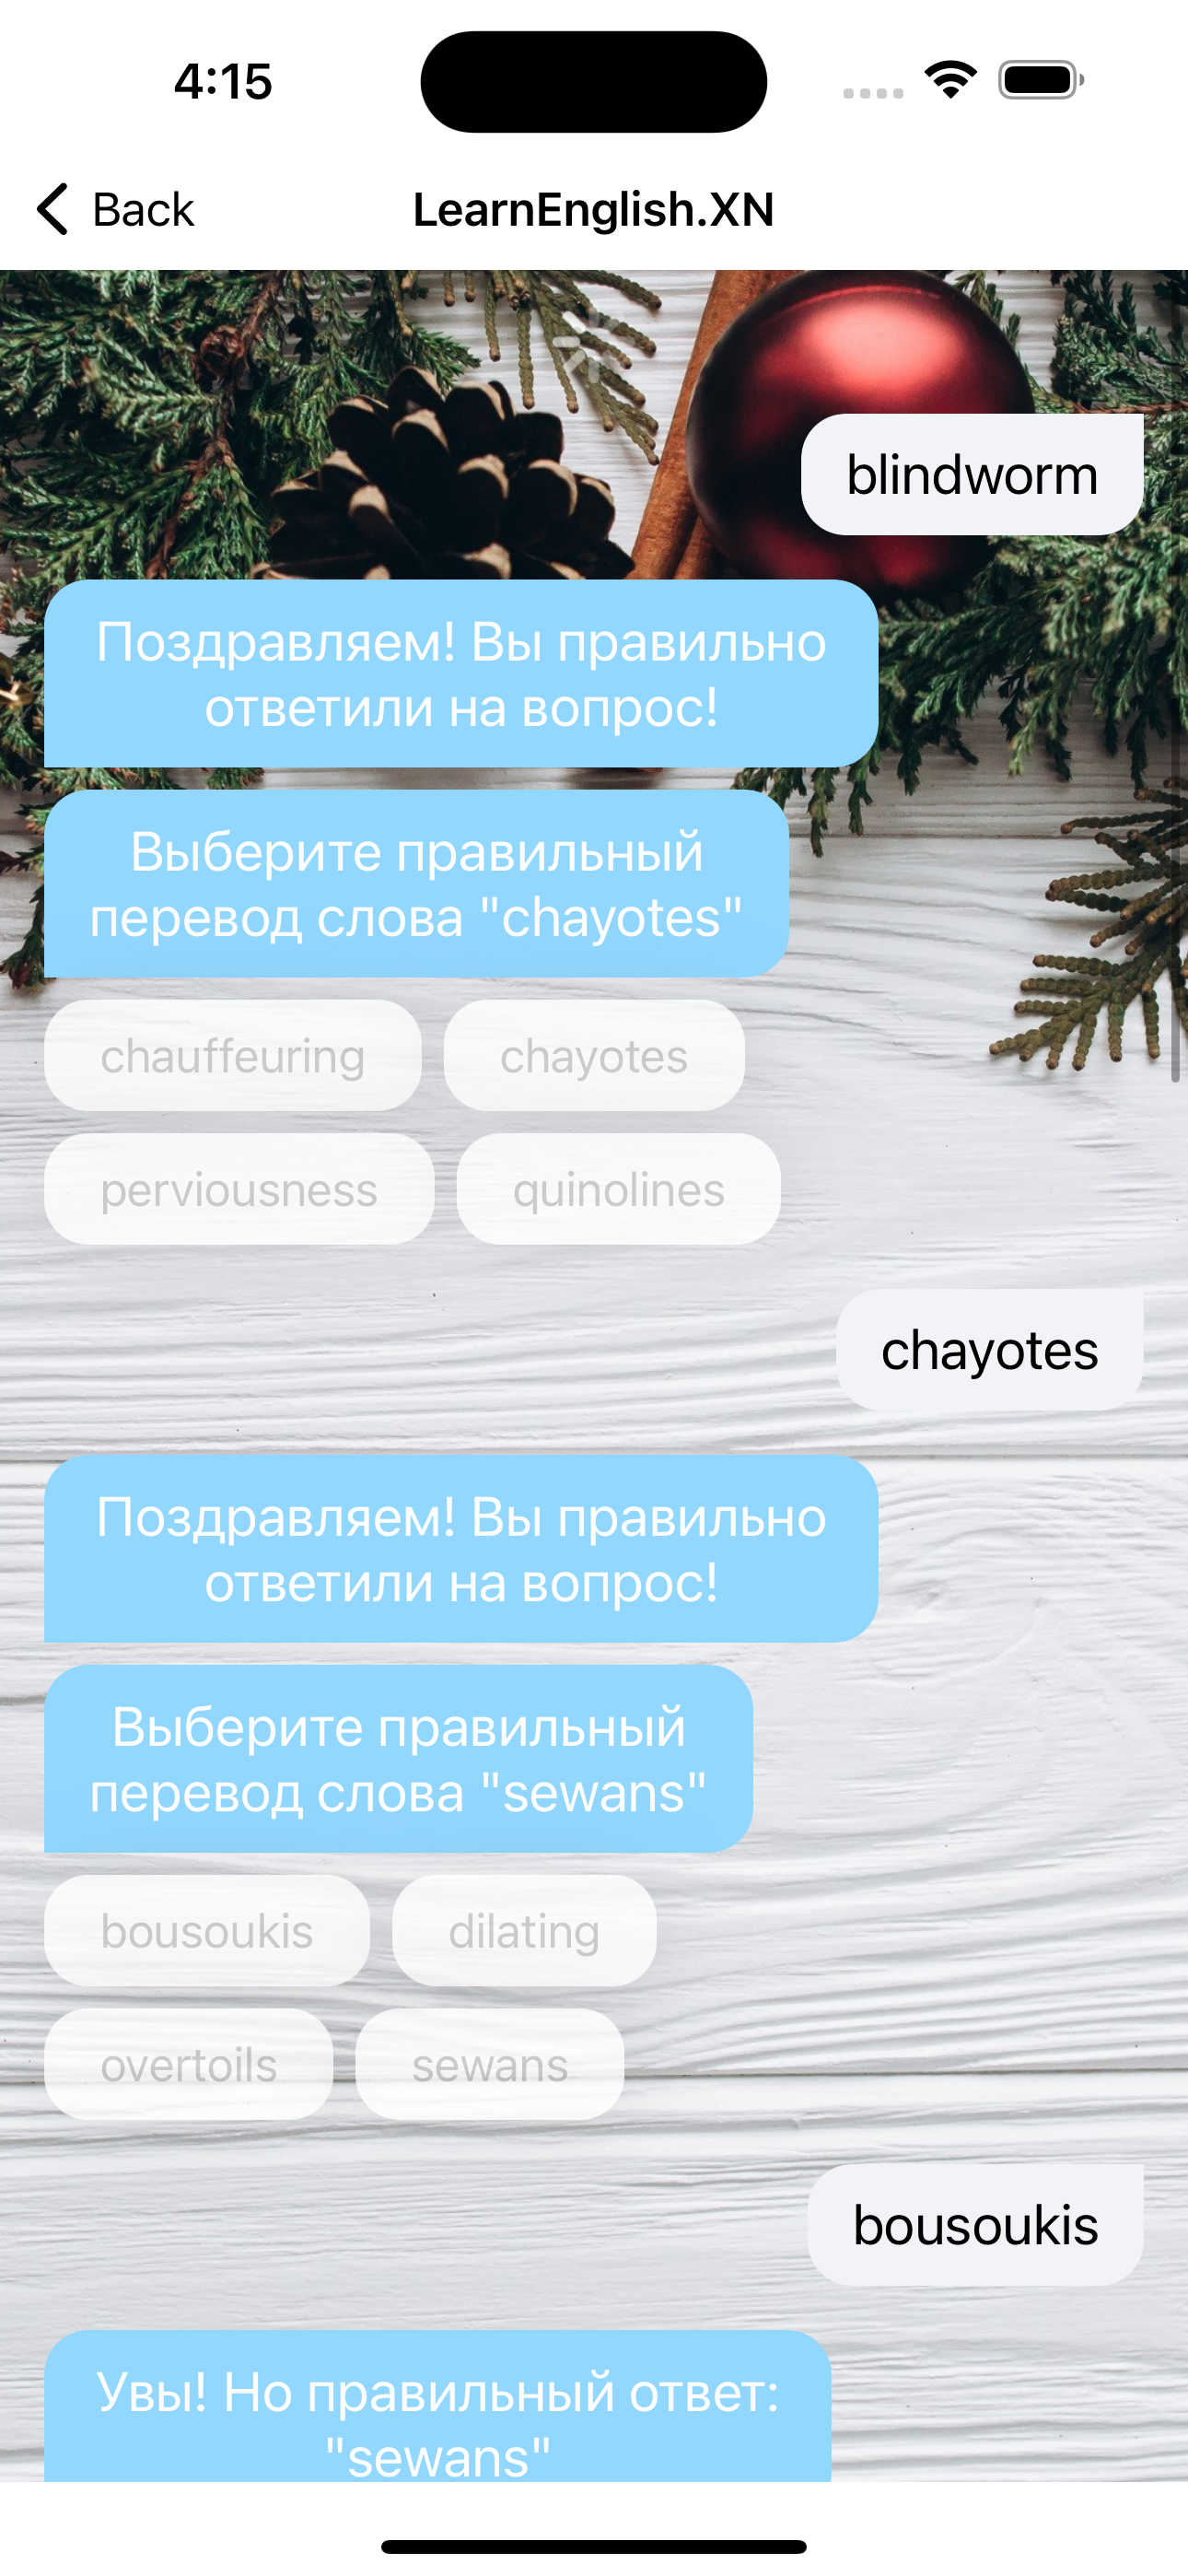 4:15
Back
LearnEnglish.XN
blindworm
Поздравляем! Вы правильно
ответили на вопрос!
Выберите правильный
перевод слова "chayotes"
chauffeuring
chayotes
perviousness
quinolines
chayotes
Поздравляем! Вы правильно
ответили на вопрос!
Выберите правильный
перевод слова "sewans"
bousoukis
dilating
overtoils
sewans
bousoukis
Увы! Но правильный ответ:
"sewans"